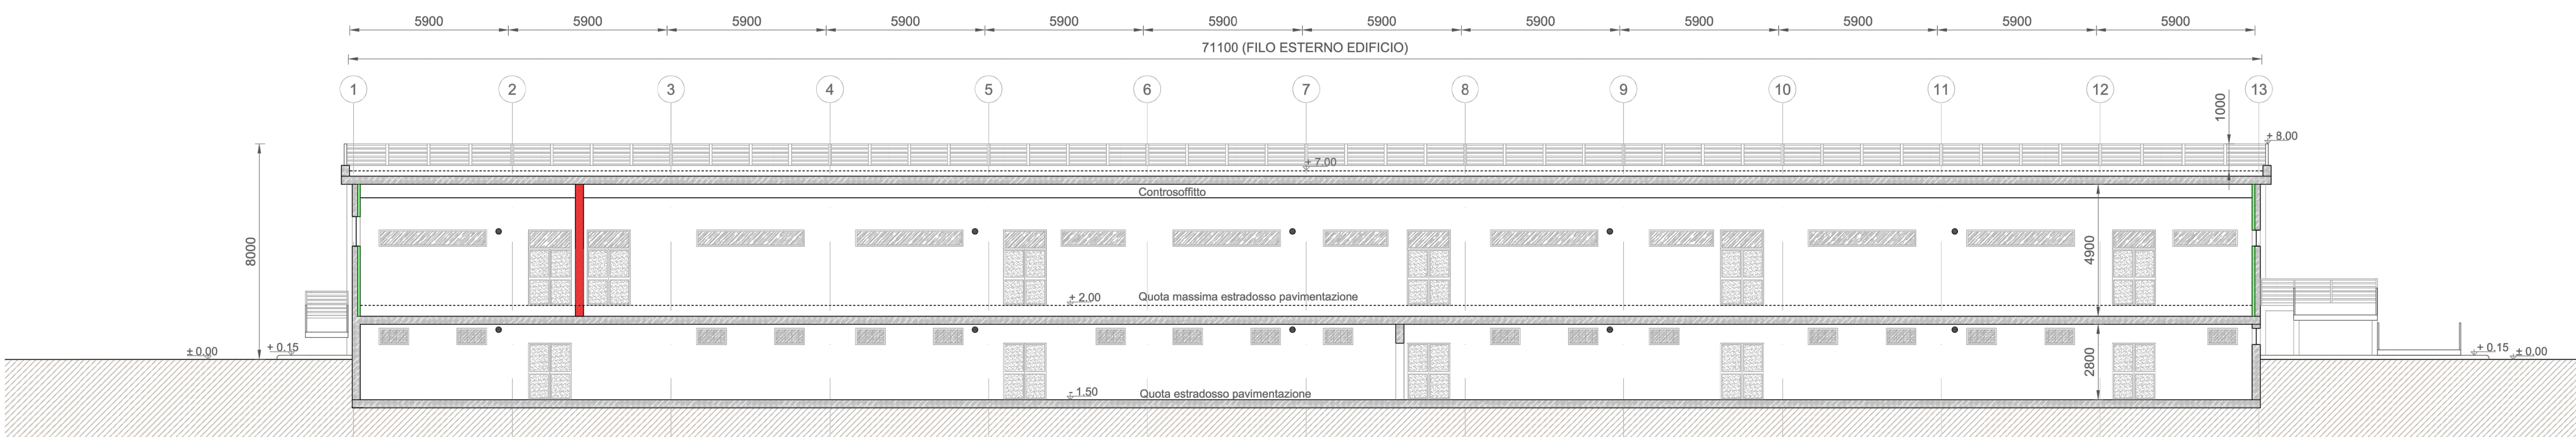 5900 5900 5900 5900 5900 5900 5900 5900 5900 5900 5900 5900
71100 (FILO ESTERNO EDIFICIO)
1 2 3 4 5 6 7 8 9 10 11 12 13
1000
+ 8.00
+ 7.00
Controsoffitto
8000
4900
+ 2.00 Quota massima estradosso pavimentazione
± 0.00 + 0.15
2800
+ 0.15 ± 0.00
- 1.50 Quota estradosso pavimentazione